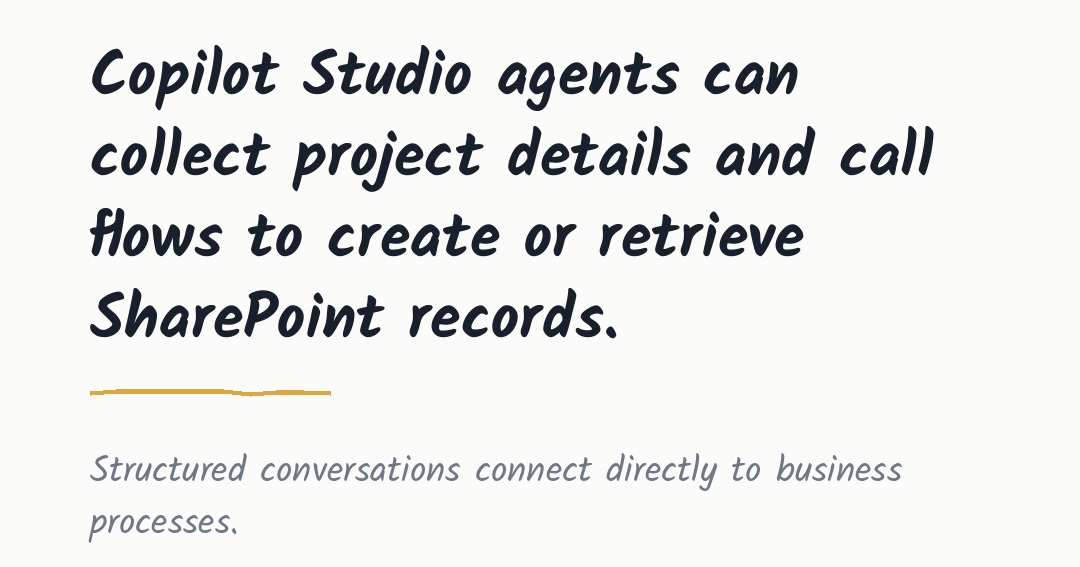 Copilot Studio agents can
collect project details and call
flows to create or retrieve
SharePoint records.
Structured conversations connect directly to business
processes.